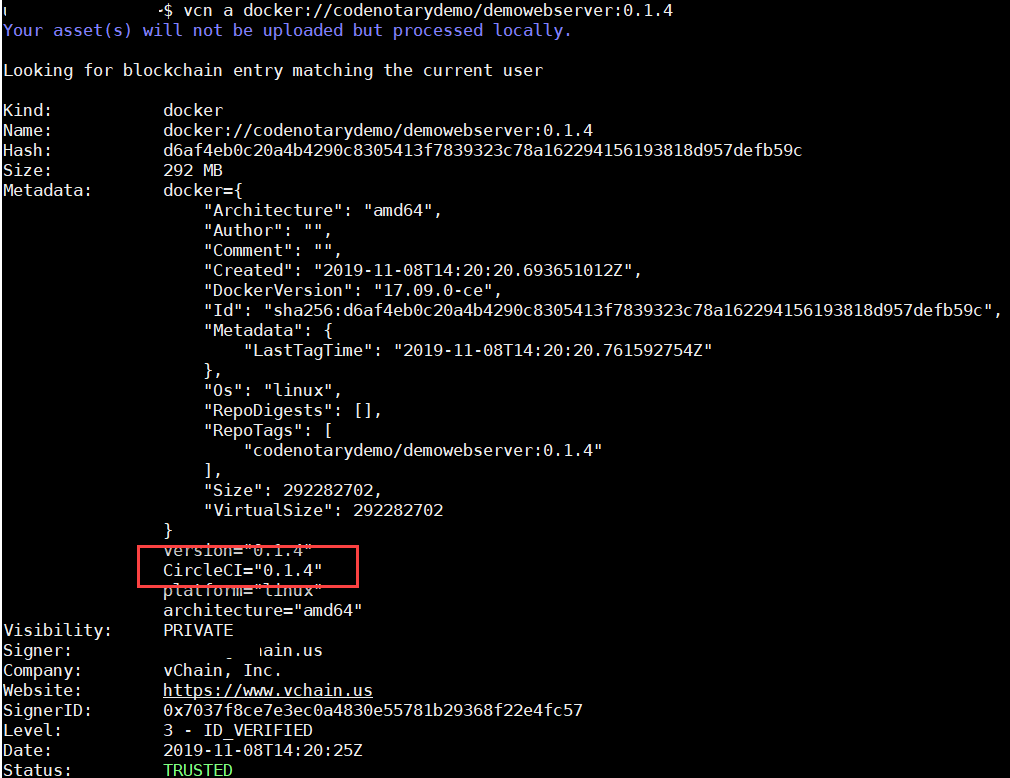 $ vcn a docker://codenotarydemo/demowebserver:0.1.4
Your asset(s) will not be uploaded but processed locally.
Looking for blockchain entry matching the current user
Kind: docker
Name: docker://codenotarydemo/demowebserver:0.1.4
Hash: d6af4eb0c20a4b4290c8305413f7839323c78a162294156193818d957defb59c
Size: 292 MB
Metadata: docker={
"Architecture": "amd64",
"Author": "",
"Comment": "",
"Created": "2019-11-08T14:20:20.693651012Z",
"DockerVersion": "17.09.0-ce",
"Id": "sha256:d6af4eb0c20a4b4290c8305413f7839323c78a162294156193818d957defb59c",
"Metadata": {
"LastTagTime": "2019-11-08T14:20:20.761592754Z"
},
"Os": "linux",
"RepoDigests": [],
"RepoTags": [
"codenotarydemo/demowebserver:0.1.4"
],
"Size": 292282702,
"VirtualSize": 292282702
}
version="0.1.4"
CircleCI="0.1.4"
platform="linux"
architecture="amd64"
Visibility: PRIVATE
Signer: hain.us
Company: vChain, Inc.
Website: https://www.vchain.us
SignerID: 0x7037f8ce7e3ec0a4830e55781b29368f22e4fc57
Level: 3 - ID_VERIFIED
Date: 2019-11-08T14:20:25Z
Status: TRUSTED